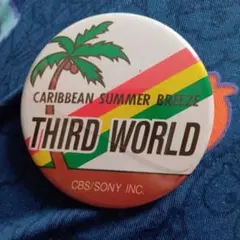 CARIBBEAN SUMMER BREEZE
THIRD WORLD
CBS/SONY INC.